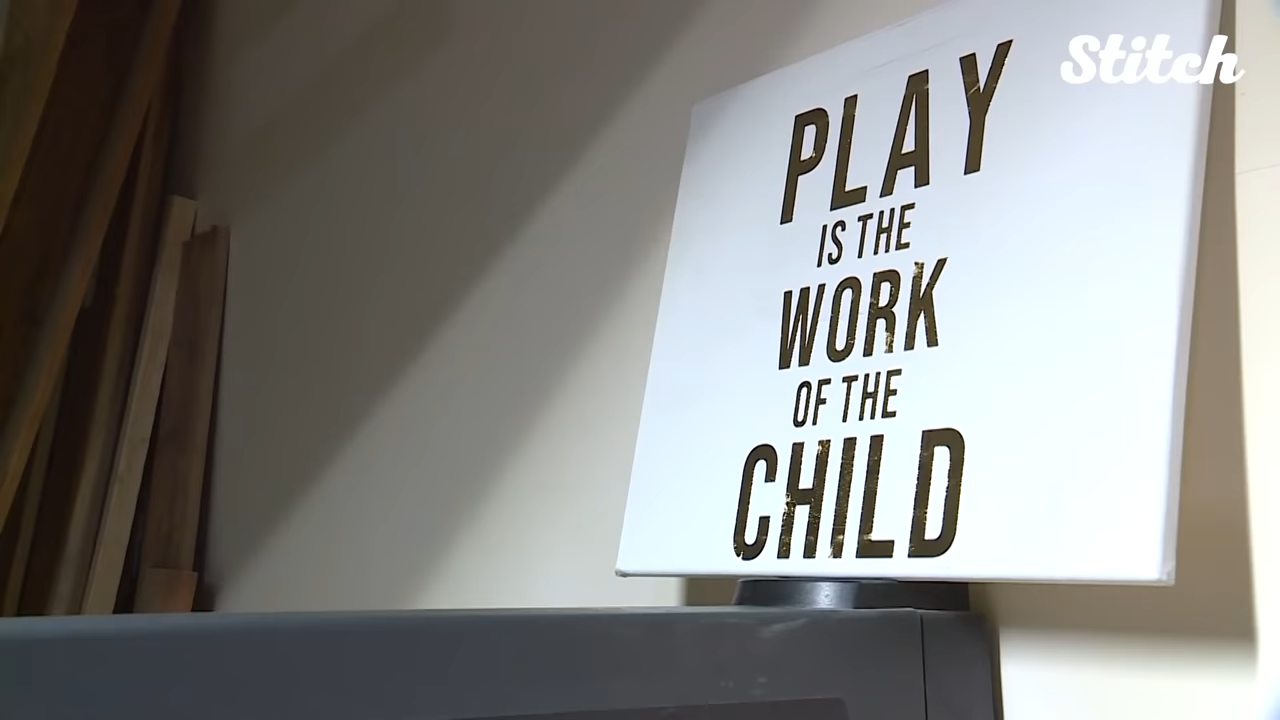 Stitch
PLAY
IS THE
WORK
OF THE
CHILD